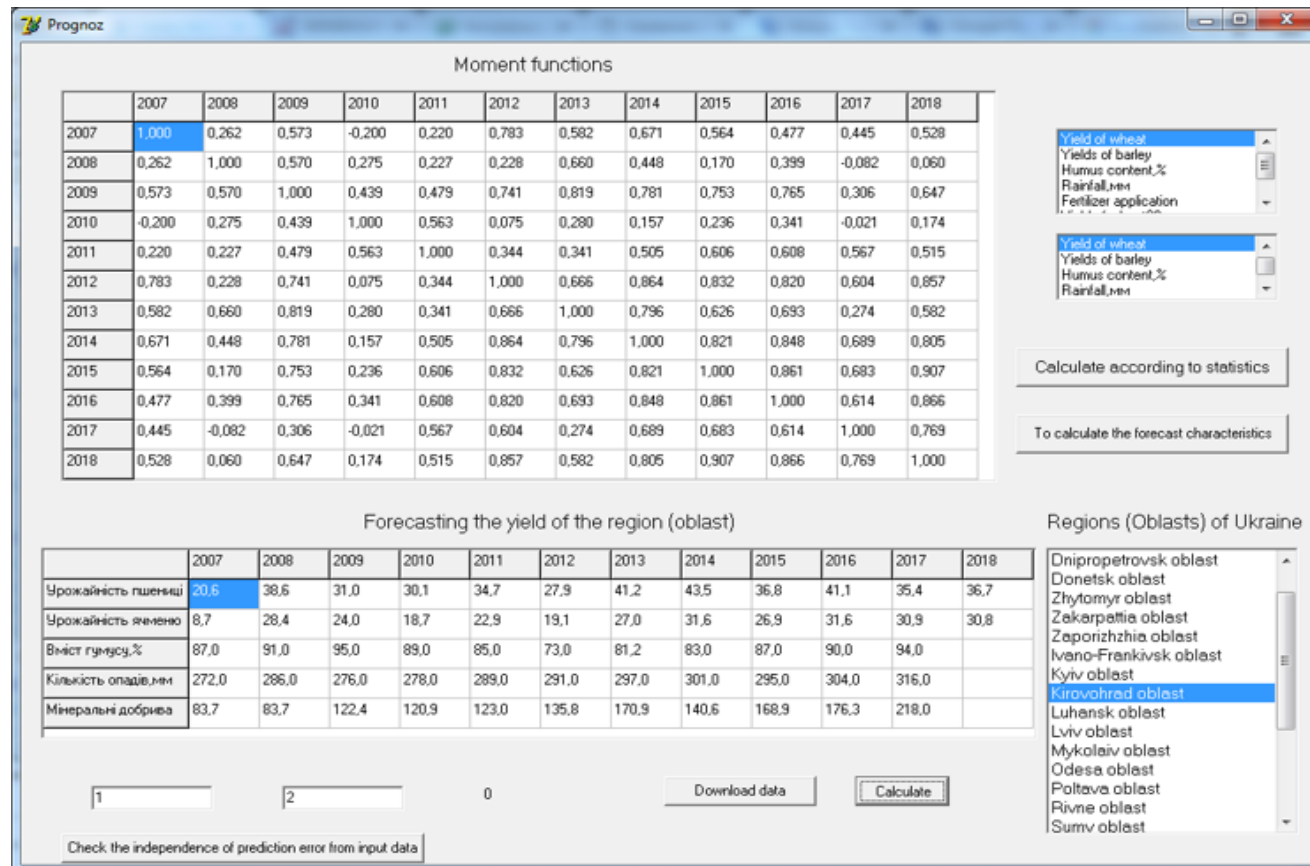 Prognoz
Moment functions
2007 2008 2009 2010 2011 2012 2013 2014 2015 2016 2017 2018
2007 1,000 0,262 0,573 -0,200 0,220 0,783 0,582 0,671 0,564 0,477 0,445 0,528
2008 0,262 1,000 0,570 0,275 0,227 0,228 0,660 0,448 0,170 0,399 -0,082 0,060
2009 0,573 0,570 1,000 0,439 0,479 0,741 0,819 0,781 0,753 0,765 0,306 0,647
2010 -0,200 0,275 0,439 1,000 0,563 0,075 0,280 0,157 0,236 0,341 -0,021 0,174
2011 0,220 0,227 0,479 0,563 1,000 0,344 0,341 0,505 0,606 0,608 0,567 0,515
2012 0,783 0,228 0,741 0,075 0,344 1,000 0,666 0,864 0,832 0,820 0,604 0,857
2013 0,582 0,660 0,819 0,280 0,341 0,666 1,000 0,796 0,626 0,693 0,274 0,582
2014 0,671 0,448 0,781 0,157 0,505 0,864 0,796 1,000 0,821 0,848 0,689 0,805
2015 0,564 0,170 0,753 0,236 0,606 0,832 0,626 0,821 1,000 0,861 0,683 0,907
2016 0,477 0,399 0,765 0,341 0,608 0,820 0,693 0,848 0,861 1,000 0,614 0,866
2017 0,445 -0,082 0,306 -0,021 0,567 0,604 0,274 0,689 0,683 0,614 1,000 0,769
2018 0,528 0,060 0,647 0,174 0,515 0,857 0,582 0,805 0,907 0,866 0,769 1,000
Yield of wheat
Yields of barley
Humus content,%
Rainfall,мм
Fertilizer application
Yield of wheat
Yields of barley
Humus content,%
Rainfall,мм
Calculate according to statistics
To calculate the forecast characteristics
Forecasting the yield of the region (oblast)
2007 2008 2009 2010 2011 2012 2013 2014 2015 2016 2017 2018
Урожайність пшениці 20,6 38,6 31,0 30,1 34,7 27,9 41,2 43,5 36,8 41,1 35,4 36,7
Урожайність ячменю 8,7 28,4 24,0 18,7 22,9 19,1 27,0 31,6 26,9 31,6 30,9 30,8
Вміст гумусу,% 87,0 91,0 95,0 89,0 85,0 73,0 81,2 83,0 87,0 90,0 94,0
Кількість опадів,мм 272,0 286,0 276,0 278,0 289,0 291,0 297,0 301,0 295,0 304,0 316,0
Мінеральні добрива 83,7 83,7 122,4 120,9 123,0 135,8 170,9 140,6 168,9 176,3 218,0
Regions (Oblasts) of Ukraine
Dnipropetrovsk oblast
Donetsk oblast
Zhytomyr oblast
Zakarpattia oblast
Zaporizhzhia oblast
Ivano-Frankivsk oblast
Kyiv oblast
Kirovohrad oblast
Luhansk oblast
Lviv oblast
Mykolaiv oblast
Odesa oblast
Poltava oblast
Rivne oblast
Sumy oblast
1 2 0 Download data Calculate
Check the independence of prediction error from input data